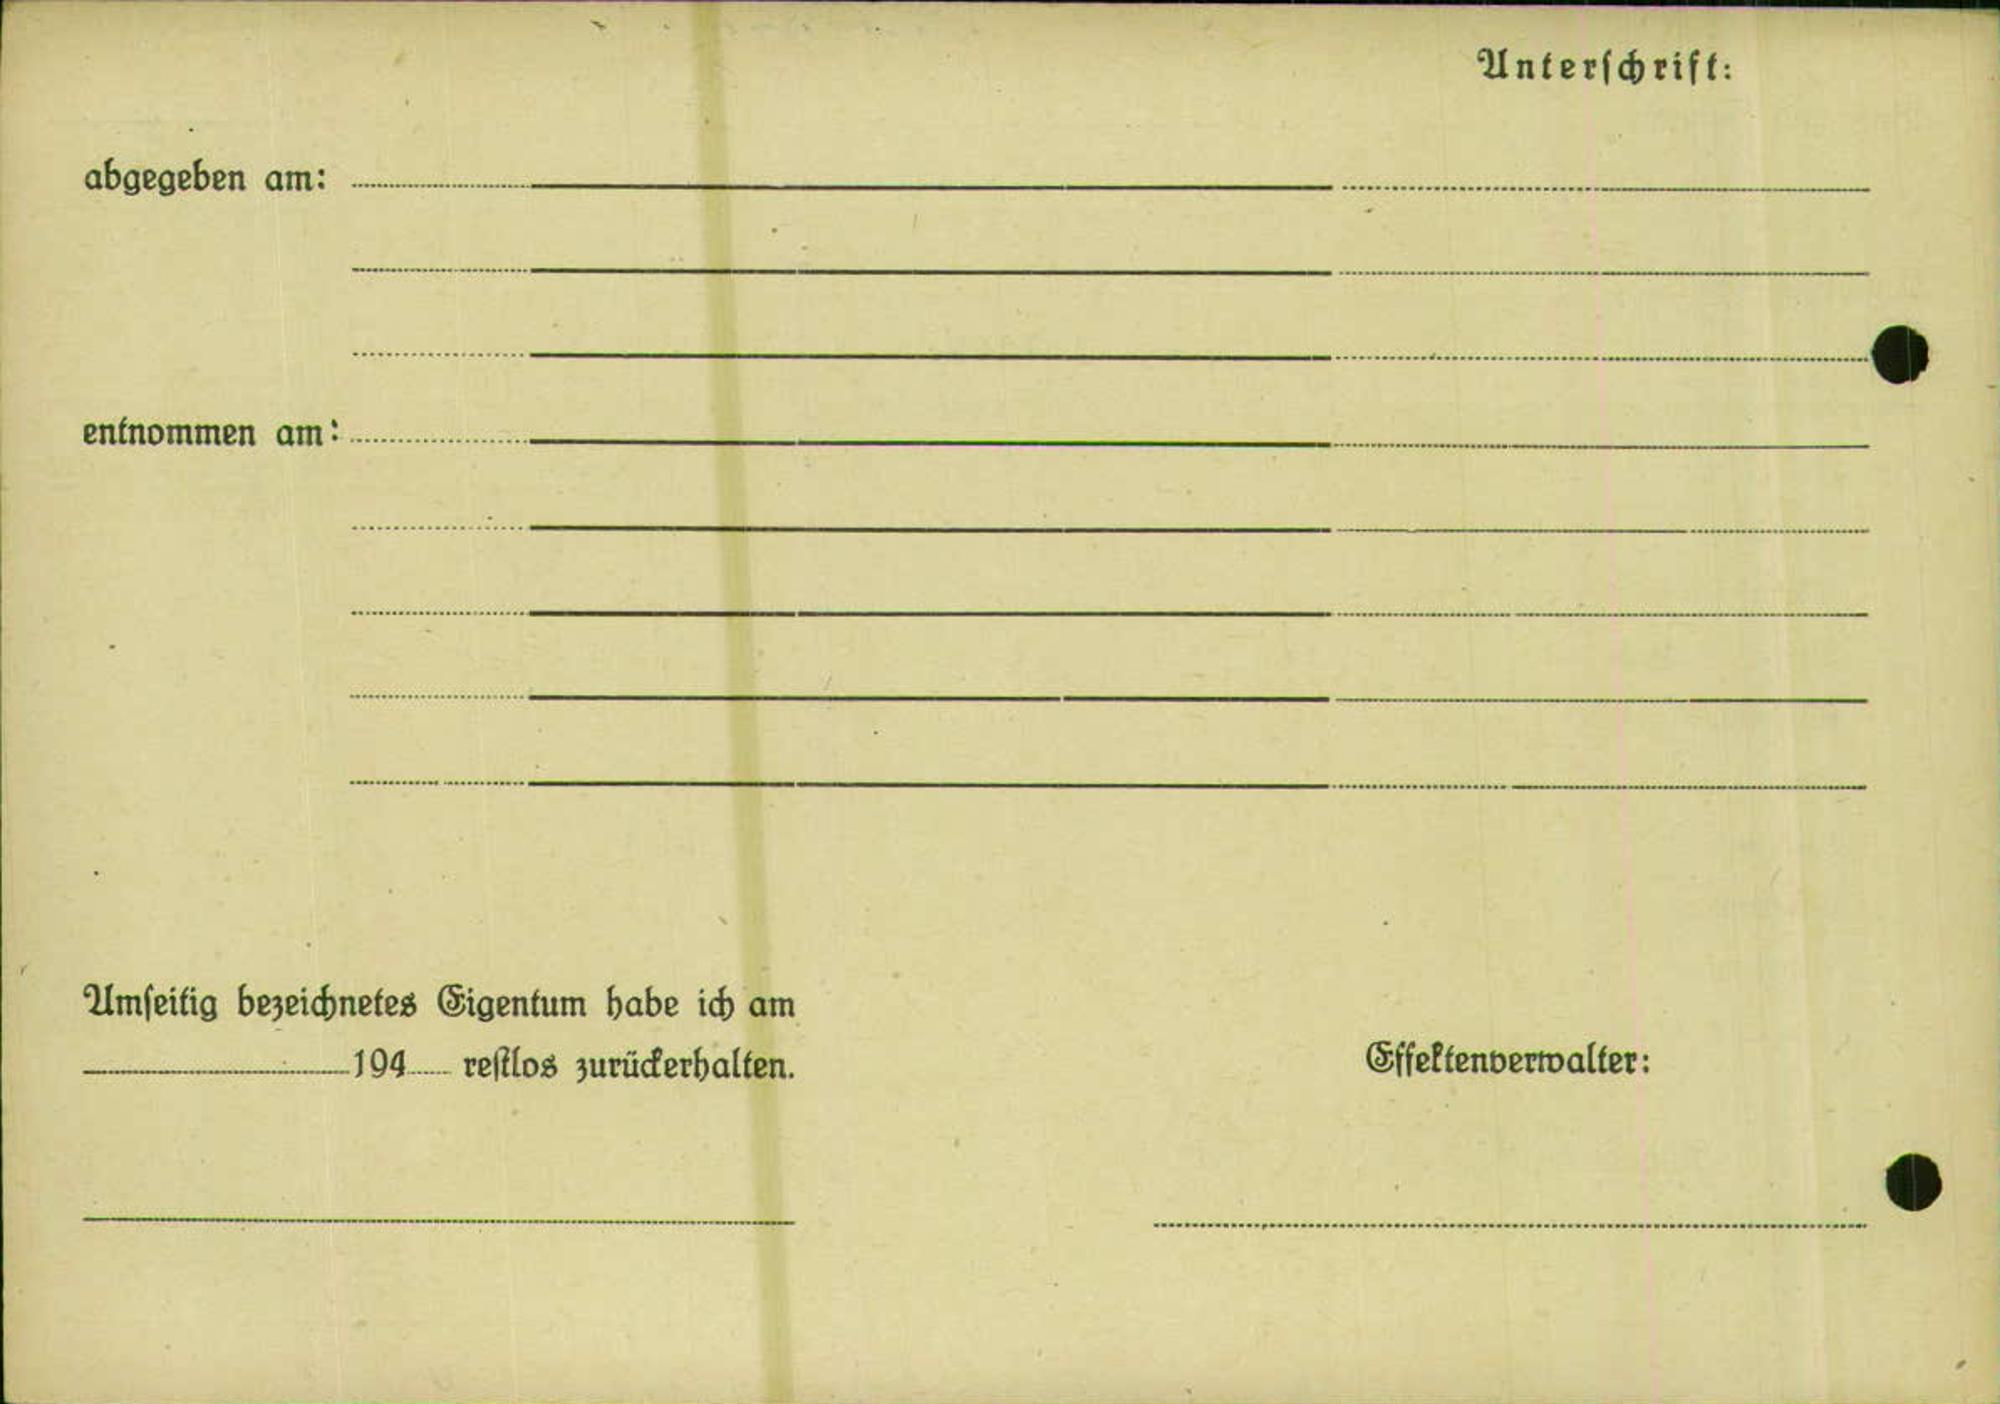 Unterſchrift:
abgegeben am:
entnommen am:
Umſeitig bezeichnetes Eigentum habe ich am
194 reſtlos zurückerhalten.
Effektenverwalter: